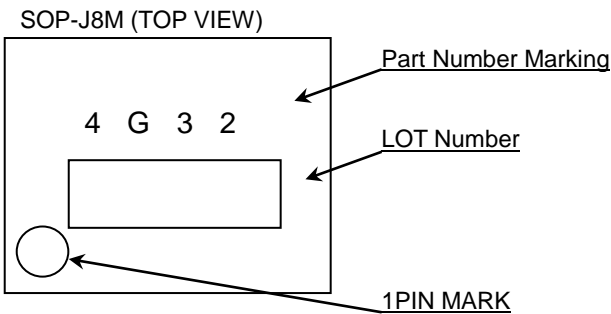 SOP-J8M (TOP VIEW)
Part Number Marking
4 G 3 2
LOT Number
1PIN MARK